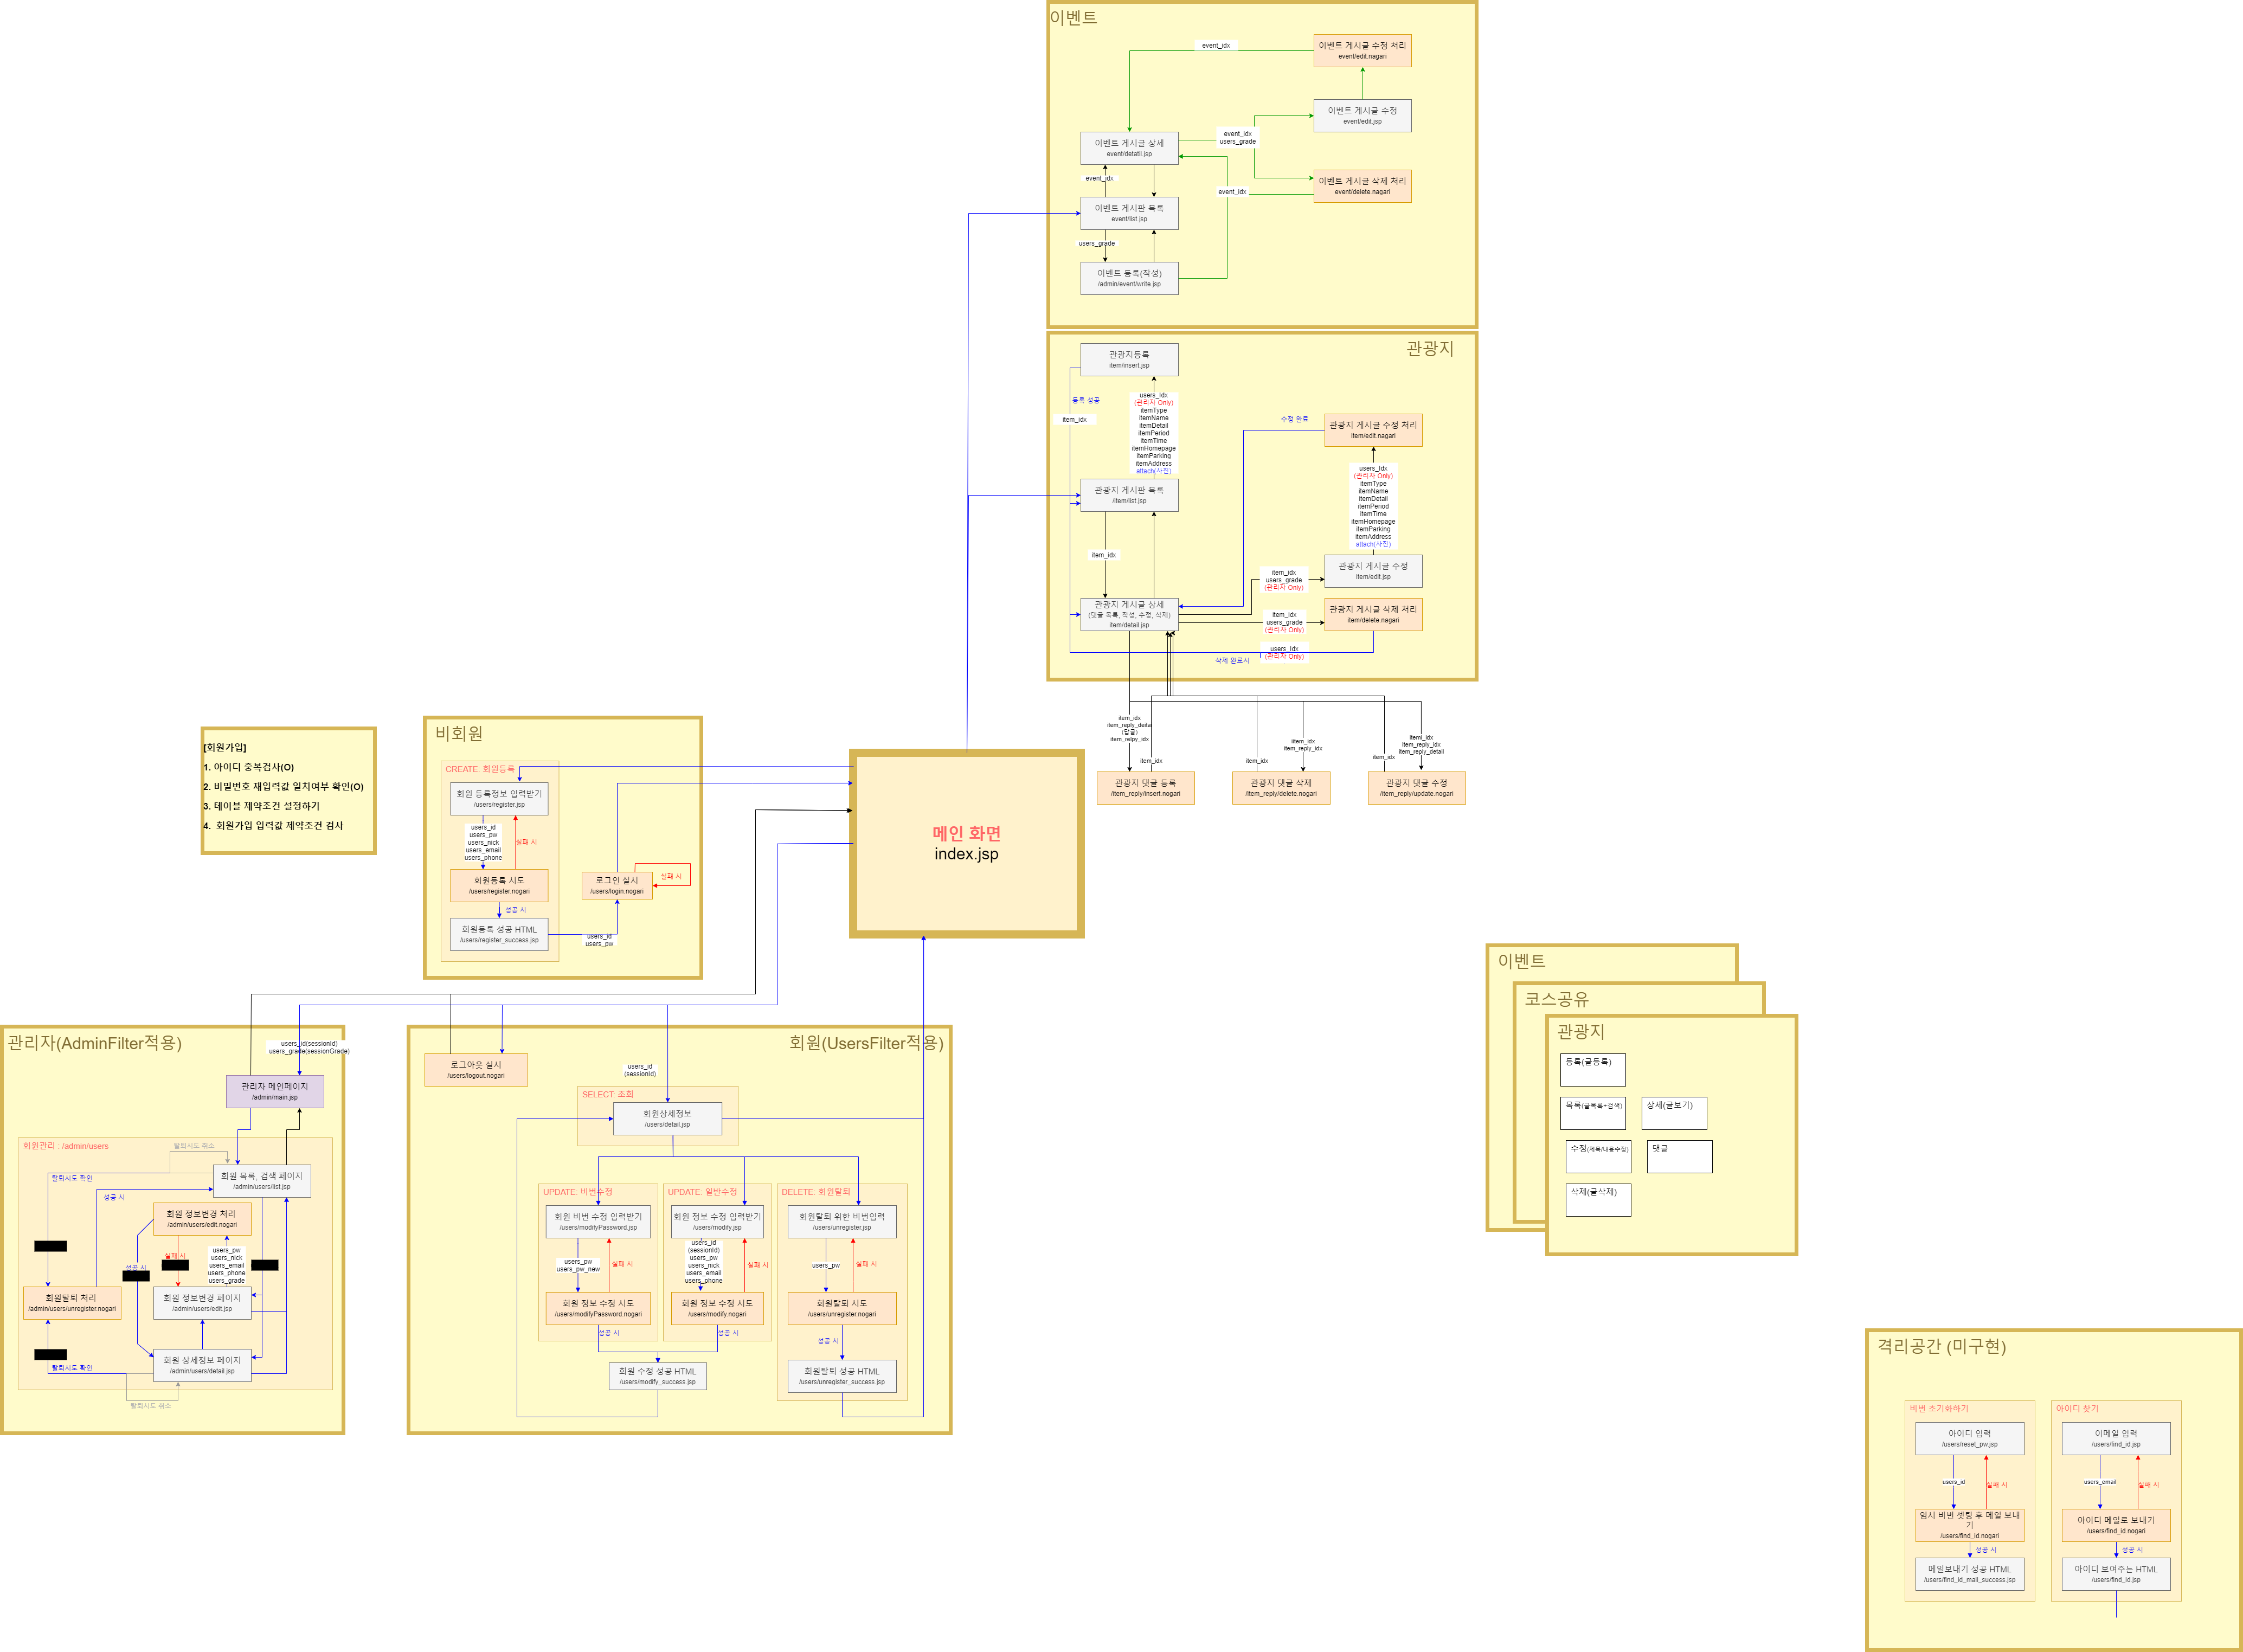 이벤트
event_idx
이벤트 게시글 수정 처리
event/edit.nagari
이벤트 게시글 수정
event/edit.jsp
이벤트 게시글 상세
event/detatil.jsp
event_idx
users_grade
이벤트 게시글 삭제 처리
event/delete.nagari
event_idx
event_idx
이벤트 게시판 목록
event/list.jsp
users_grade
이벤트 등록(작성)
/admin/event/write.jsp
관광지
관광지등록
item/insert.jsp
등록 성공
item_idx
users_Idx
(관리자 Only)
itemType
itemName
itemDetail
itemPeriod
itemTime
itemHomepage
itemParking
itemAddress
attach(사진)
수정 완료
관광지 게시글 수정 처리
item/edit.nagari
users_Idx
(관리자 Only)
itemType
itemName
itemDetail
itemPeriod
itemTime
itemHomepage
itemParking
itemAddress
attach(사진)
관광지 게시판 목록
/item/list.jsp
item_idx
관광지 게시글 수정
item/edit.jsp
item_idx
users_grade
(관리자 Only)
관광지 게시글 상세
(댓글 목록, 작성, 수정, 삭제)
item/detail.jsp
item_idx
users_grade
(관리자 Only)
관광지 게시글 삭제 처리
item/delete.nagari
users_Idx
(관리자 Only)
삭제 완료시
item_idx
item_reply_deital
(답글)
item_relpy_idx
item_idx
iitem_idx
item_reply_idx
item_idx
itemi_idx
item_reply_idx
item_reply_detail
item_idx
관광지 댓글 등록
/item_reply/insert.nogari
관광지 댓글 삭제
/item_reply/delete.nogari
관광지 댓글 수정
/item_reply/update.nogari
[회원가입]
1. 아이디 중복검사(O)
2. 비밀번호 재입력값 일치여부 확인(O)
3. 테이블 제약조건 설정하기
4. 회원가입 입력값 제약조건 검사
비회원
CREATE: 회원등록
회원 등록정보 입력받기
/users/register.jsp
users_id
users_pw
users_nick
users_email
users_phone
실패 시
회원등록 시도
/users/register.nogari
성공 시
회원등록 성공 HTML
/users/register_success.jsp
users_id
users_pw
로그인 실시
/users/login.nogari
실패 시
메인 화면
index.jsp
관리자(AdminFilter적용)
users_id(sessionId)
users_grade(sessionGrade)
관리자 메인페이지
/admin/main.jsp
회원관리 : /admin/users
탈퇴시도 취소
회원 목록, 검색 페이지
/admin/users/list.jsp
탈퇴시도 확인
성공 시
회원 정보변경 처리
/admin/users/edit.nogari
실패 시
성공 시
users_pw
users_nick
users_email
users_phone
users_grade
회원탈퇴 처리
/admin/users/unregister.nogari
회원 정보변경 페이지
/admin/users/edit.jsp
회원 상세정보 페이지
/admin/users/detail.jsp
탈퇴시도 확인
탈퇴시도 취소
회원(UsersFilter적용)
로그아웃 실시
/users/logout.nogari
users_id
(sessionId)
SELECT: 조회
회원상세정보
/users/detail.jsp
UPDATE: 비번수정
회원 비번 수정 입력받기
/users/modifyPassword.jsp
users_pw
users_pw_new
실패 시
회원 정보 수정 시도
/users/modifyPassword.nogari
성공 시
UPDATE: 일반수정
회원 정보 수정 입력받기
/users/modify.jsp
users_id
(sessionId)
users_pw
users_nick
users_email
users_phone
실패 시
회원 정보 수정 시도
/users/modify.nogari
성공 시
회원 수정 성공 HTML
/users/modify_success.jsp
DELETE: 회원탈퇴
회원탈퇴 위한 비번입력
/users/unregister.jsp
users_pw
실패 시
회원탈퇴 시도
/users/unregister.nogari
성공 시
회원탈퇴 성공 HTML
/users/unregister_success.jsp
이벤트
코스공유
관광지
등록(글등록)
목록(글목록+검색)
상세(글보기)
수정(제목/내용수정)
댓글
삭제(글삭제)
격리공간 (미구현)
비번 초기화하기
아이디 입력
/users/reset_pw.jsp
users_id
실패 시
임시 비번 셋팅 후 메일 보내
기
/users/find_id.nogari
성공 시
메일보내기 성공 HTML
/users/find_id_mail_success.jsp
아이디 찾기
이메일 입력
/users/find_id.jsp
users_email
실패 시
아이디 메일로 보내기
/users/find_id.nogari
성공 시
아이디 보여주는 HTML
/users/find_id.jsp